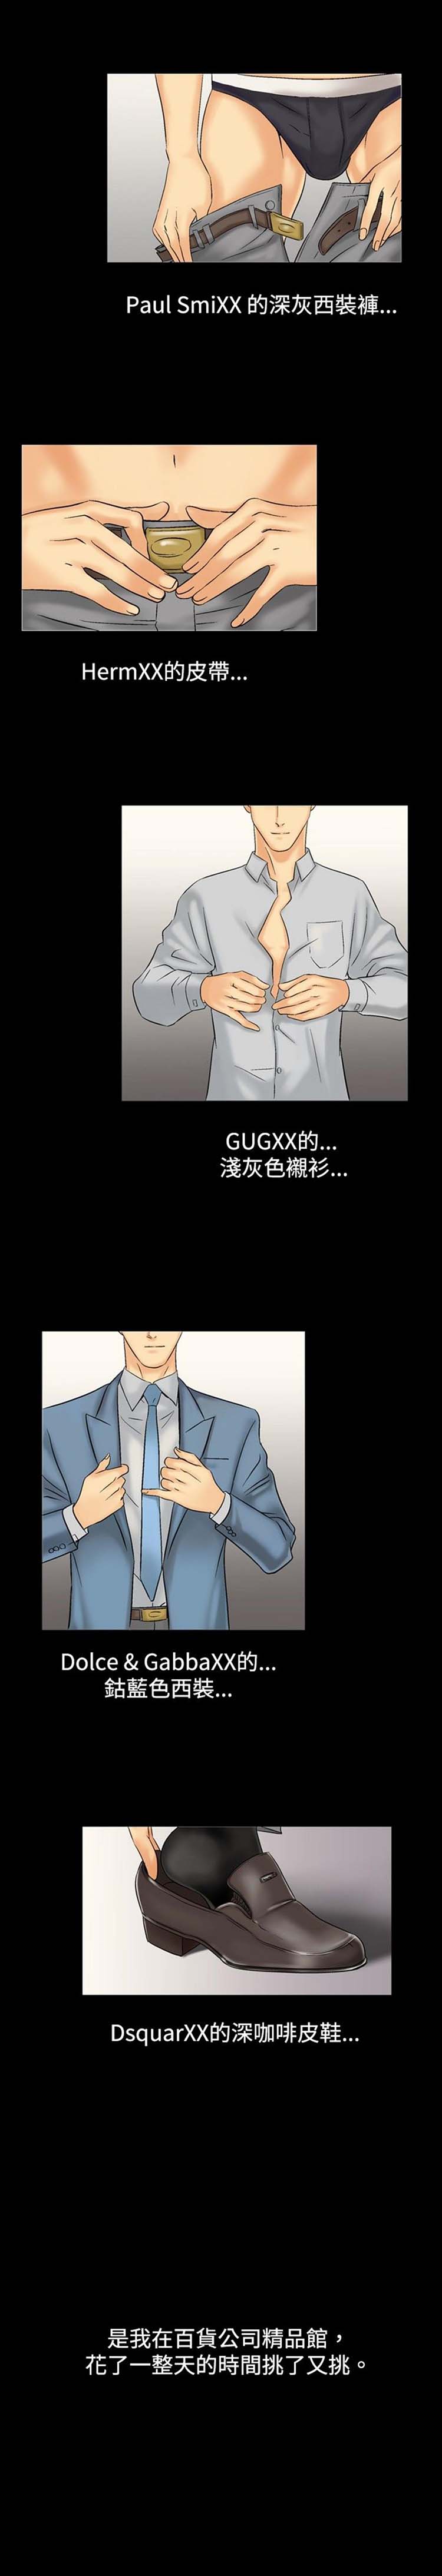 Paul SmiXX 的深灰西裝褲...
HermXX的皮帶...
GUGXX的...
淺灰色襯衫...
Dolce & GabbaXX的...
鈷藍色西裝...
DsquarXX的深咖啡皮鞋...
是我在百貨公司精品館，
花了一整天的時間挑了又挑。